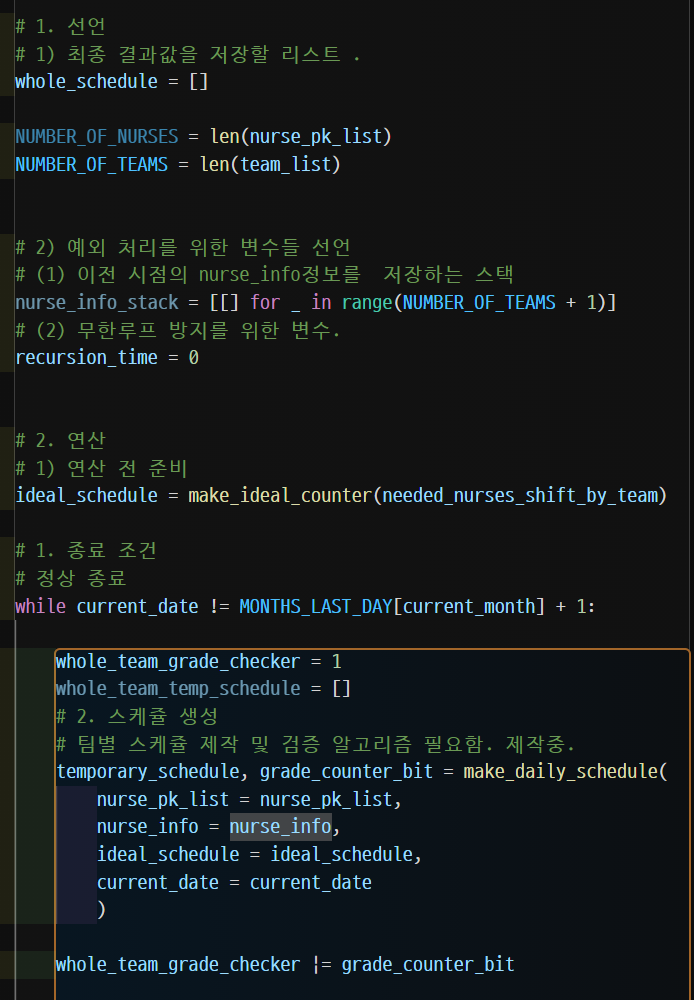 # 1. 선언
# 1) 최종 결과값을 저장할 리스트 .
whole_schedule = []
NUMBER_OF_NURSES = len(nurse_pk_list)
NUMBER_OF_TEAMS = len(team_list)
# 2) 예외 처리를 위한 변수들 선언
# (1) 이전 시점의 nurse_info정보를  저장하는 스택
nurse_info_stack = [[] for _ in range(NUMBER_OF_TEAMS + 1)]
# (2) 무한루프 방지를 위한 변수.
recursion_time = 0
# 2. 연산
# 1) 연산 전 준비
ideal_schedule = make_ideal_counter(needed_nurses_shift_by_team)
# 1. 종료 조건
# 정상 종료
while current_date != MONTHS_LAST_DAY[current_month] + 1:
whole_team_grade_checker = 1
whole_team_temp_schedule = []
# 2. 스케쥴 생성
# 팀별 스케쥴 제작 및 검증 알고리즘 필요함. 제작중.
temporary_schedule, grade_counter_bit = make_daily_schedule(
nurse_pk_list = nurse_pk_list,
nurse_info = nurse_info,
ideal_schedule = ideal_schedule,
current_date = current_date
)
whole_team_grade_checker |= grade_counter_bit